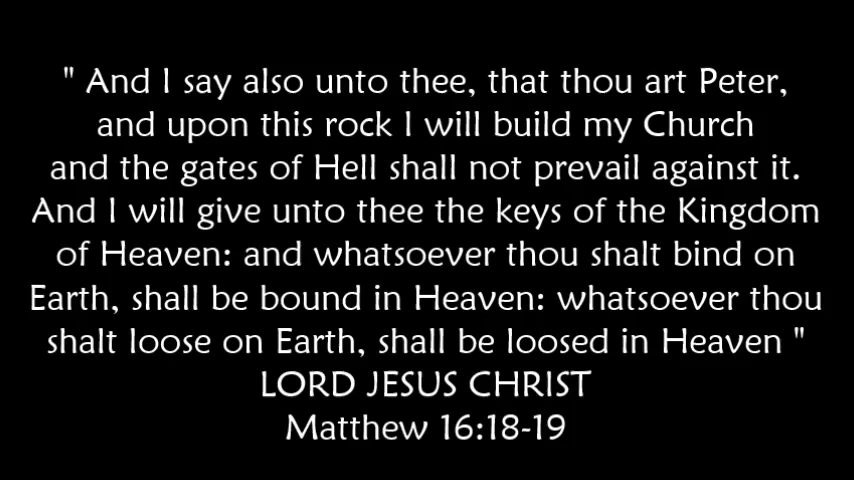 " And I say also unto thee, that thou art Peter,
and upon this rock I will build my Church
and the gates of Hell shall not prevail against it.
And I will give unto thee the keys of the Kingdom
of Heaven: and whatsoever thou shalt bind on
Earth, shall be bound in Heaven: whatsoever thou
shalt loose on Earth, shall be loosed in Heaven "
LORD JESUS CHRIST
Matthew 16:18-19